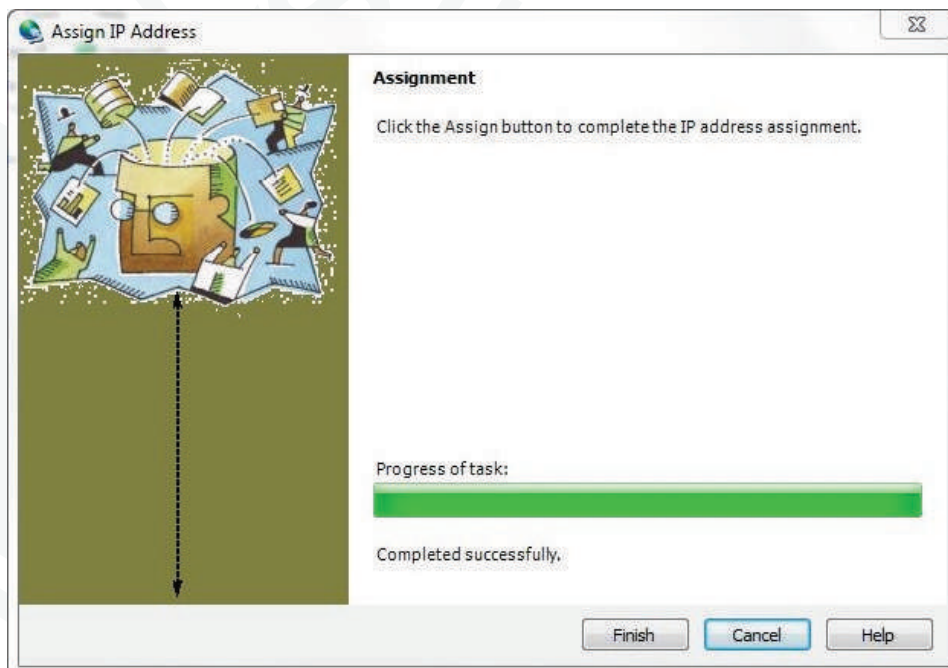 Assign IP Address
Assignment
Click the Assign button to complete the IP address assignment.
Progress of task:
Completed successfully.
Finish Cancel Help